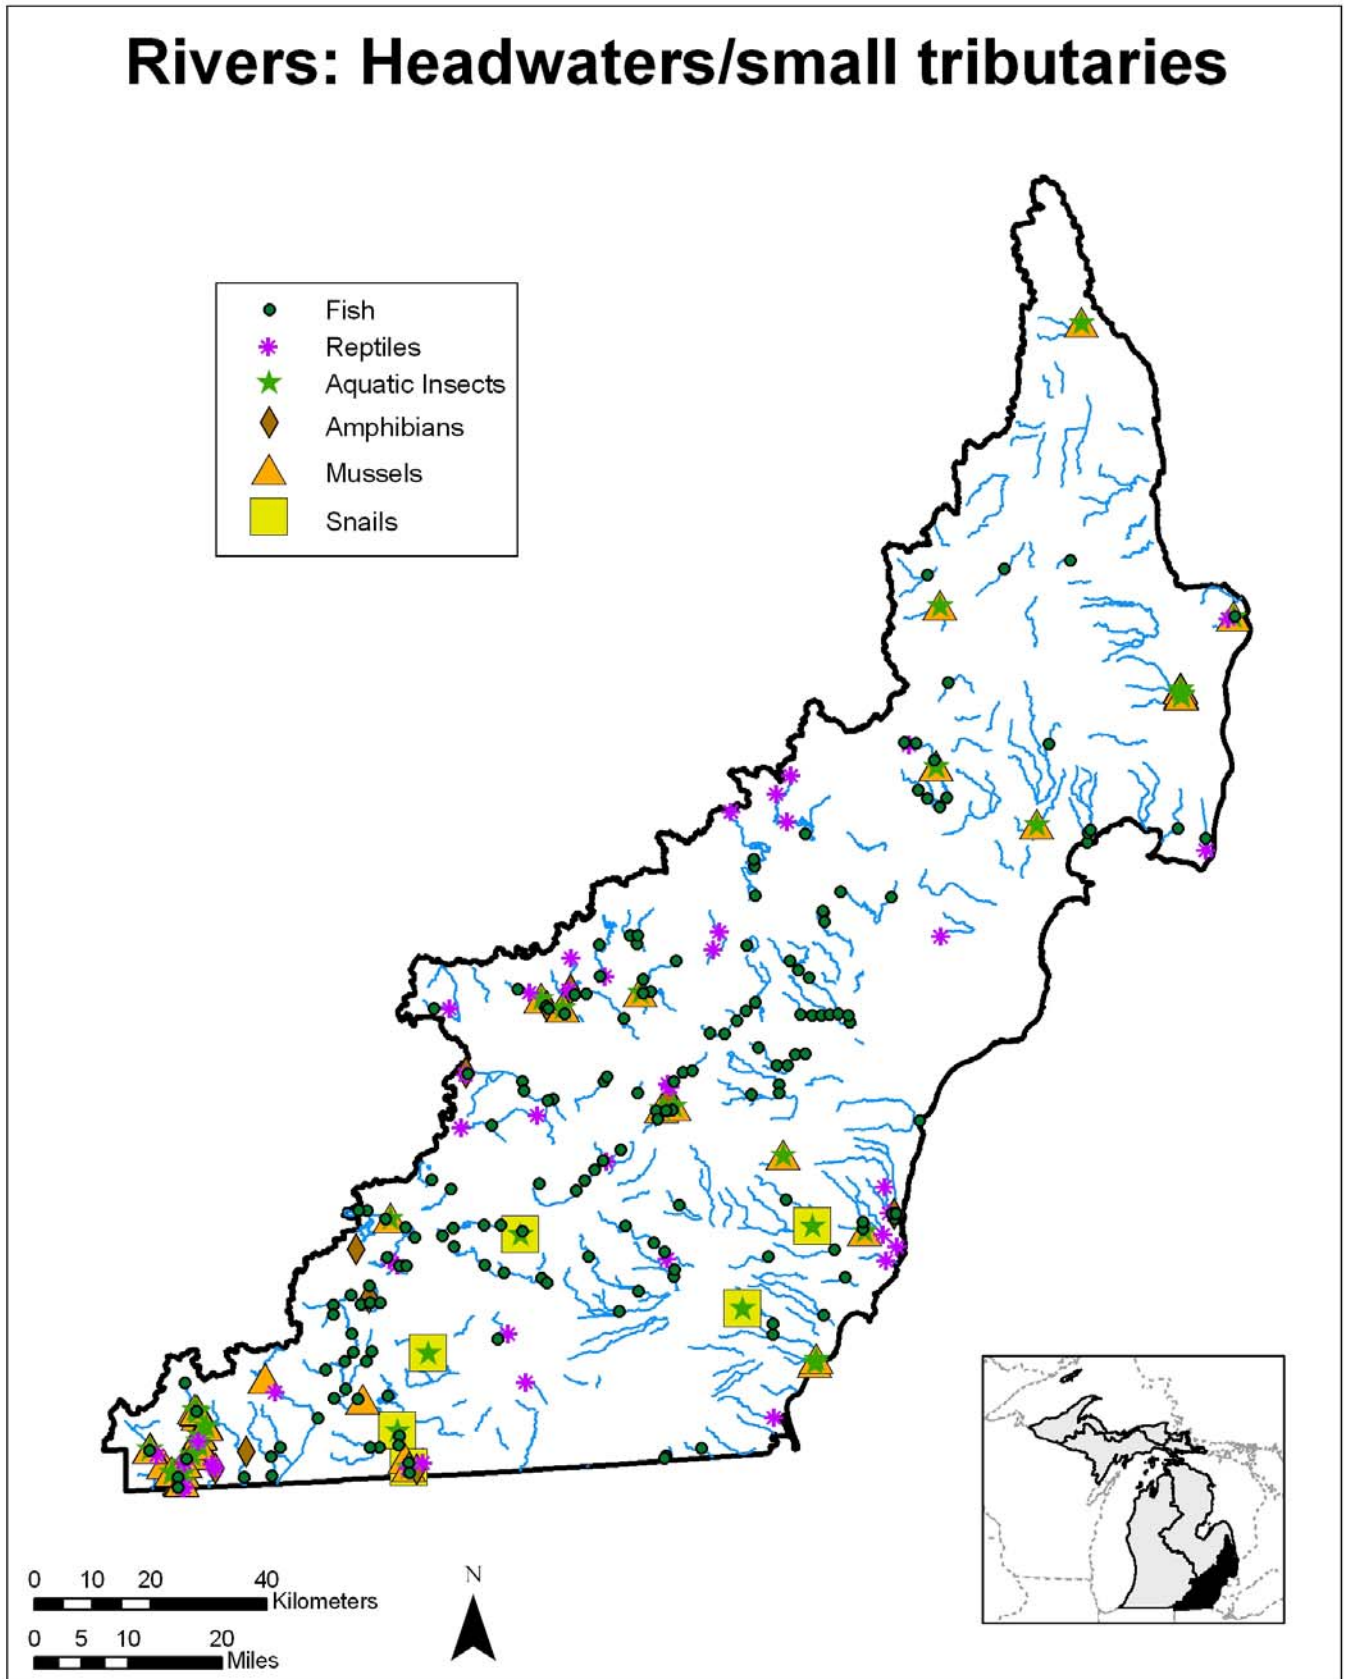 Rivers: Headwaters/small tributaries
Fish
Reptiles
Aquatic Insects
Amphibians
Mussels
Snails
0 10 20 40
Kilometers
0 5 10 20
Miles
N